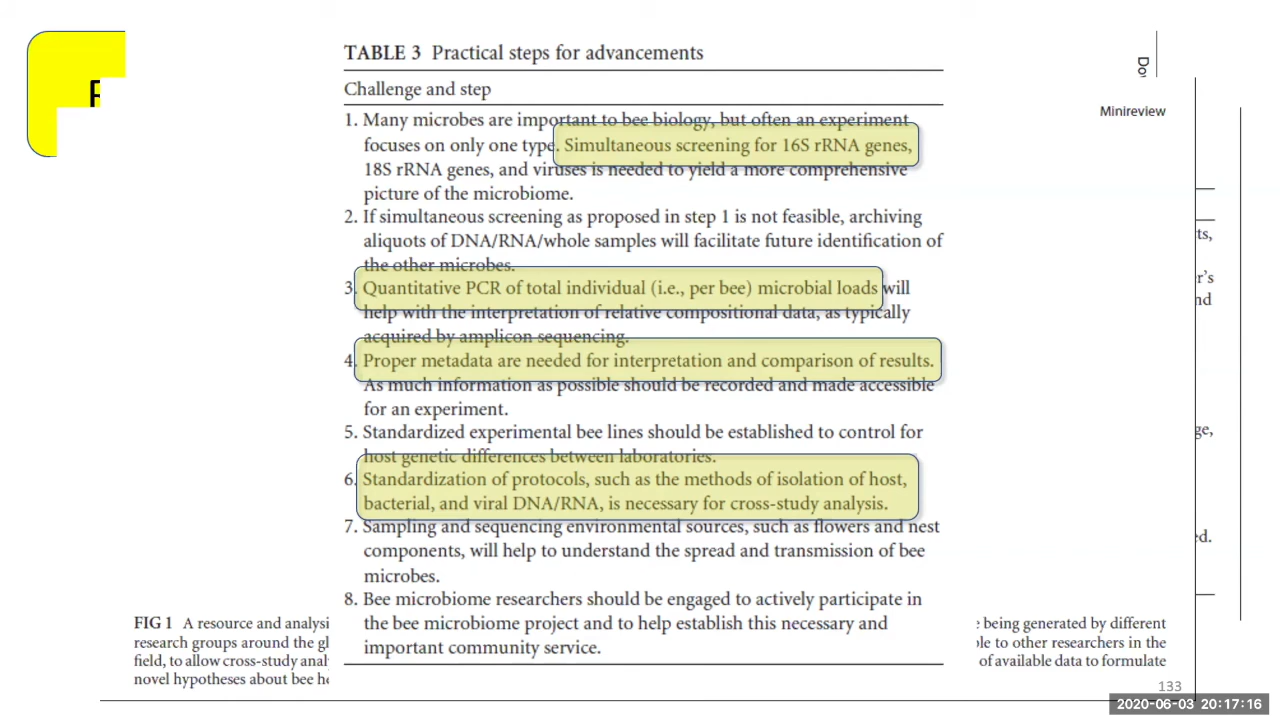 TABLE 3 Practical steps for advancements
Challenge and step
1. Many microbes are important to bee biology, but often an experiment
focuses on only one type. Simultaneous screening for 16S rRNA genes,
18S rRNA genes, and viruses is needed to yield a more comprehensive
picture of the microbiome.
2. If simultaneous screening as proposed in step 1 is not feasible, archiving
aliquots of DNA/RNA/whole samples will facilitate future identification of
the other microbes.
3. Quantitative PCR of total individual (i.e., per bee) microbial loads will
help with the interpretation of relative compositional data, as typically
acquired by amplicon sequencing.
4. Proper metadata are needed for interpretation and comparison of results.
As much information as possible should be recorded and made accessible
for an experiment.
5. Standardized experimental bee lines should be established to control for
host genetic differences between laboratories.
6. Standardization of protocols, such as the methods of isolation of host,
bacterial, and viral DNA/RNA, is necessary for cross-study analysis.
7. Sampling and sequencing environmental sources, such as flowers and nest
components, will help to understand the spread and transmission of bee
microbes.
8. Bee microbiome researchers should be engaged to actively participate in
the bee microbiome project and to help establish this necessary and
important community service.
Minireview
FIG 1 A resource and
research groups around the
field, to allow cross-study
novel hypotheses about bee
being generated by different
to other researchers in the
of available data to formulate
133
2020-06-03 20:17:16